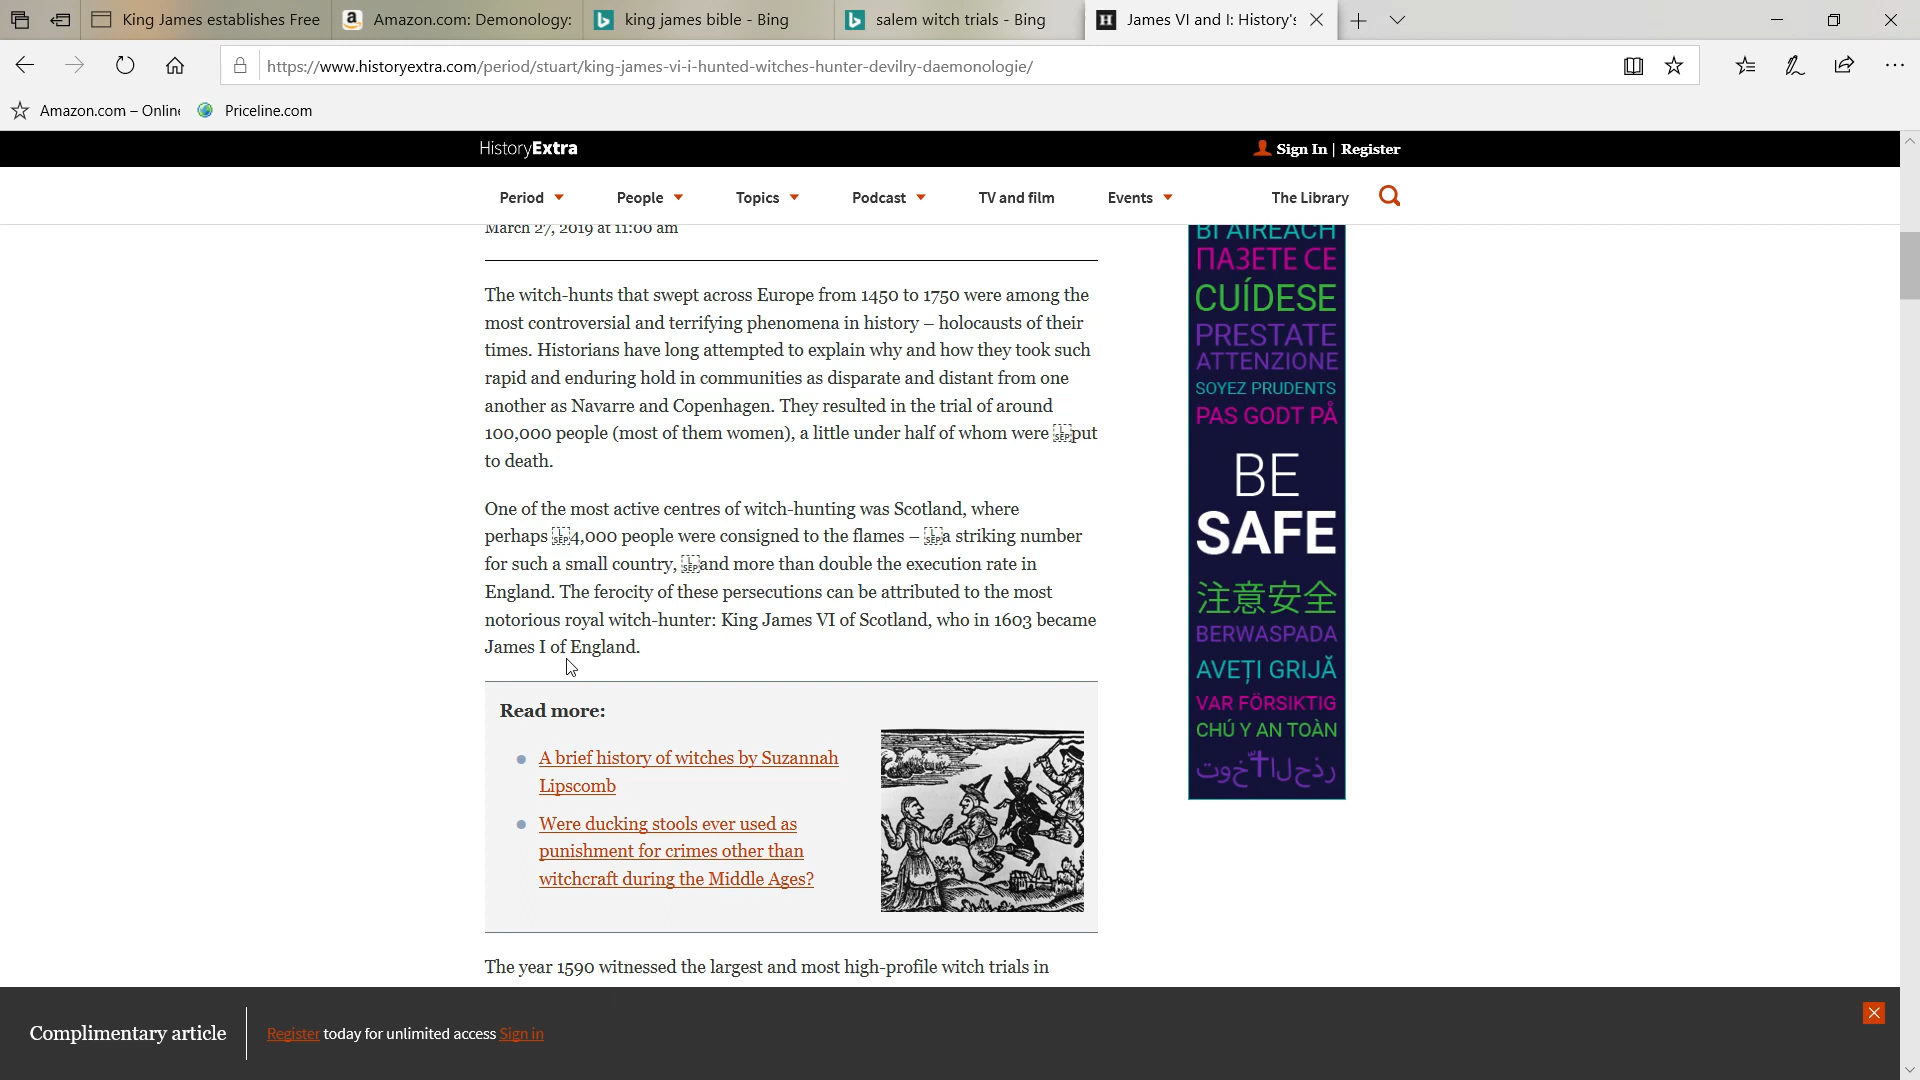 King James establishes Free
Amazon.com: Demonology:
king james bible - Bing
salem witch trials - Bing
James VI and I: History's
https://www.historyextra.com/period/stuart/king-james-vi-i-hunted-witches-hunter-devilry-daemonologie/
Amazon.com – Online
Priceline.com
HistoryExtra
Sign In | Register
Period
People
Topics
Podcast
TV and film
Events
The Library
March 27, 2019 at 11:00 am
The witch-hunts that swept across Europe from 1450 to 1750 were among the
most controversial and terrifying phenomena in history – holocausts of their
times. Historians have long attempted to explain why and how they took such
rapid and enduring hold in communities as disparate and distant from one
another as Navarre and Copenhagen. They resulted in the trial of around
100,000 people (most of them women), a little under half of whom were put
to death.
One of the most active centres of witch-hunting was Scotland, where
perhaps 4,000 people were consigned to the flames – a striking number
for such a small country, and more than double the execution rate in
England. The ferocity of these persecutions can be attributed to the most
notorious royal witch-hunter: King James VI of Scotland, who in 1603 became
James I of England.
Read more:
A brief history of witches by Suzannah
Lipscomb
Were ducking stools ever used as
punishment for crimes other than
witchcraft during the Middle Ages?
The year 1590 witnessed the largest and most high-profile witch trials in
BI AIREACH
ПАЗЕТЕ СЕ
CUÍDESE
PRESTATE
ATTENZIONE
SOYEZ PRUDENTS
PAS GODT PÅ
BE
SAFE
注意安全
BERWASPADA
AVEȚI GRIJĂ
VAR FÖRSIKTIG
CHÚ Ý AN TOÀN
Complimentary article
Register today for unlimited access Sign in